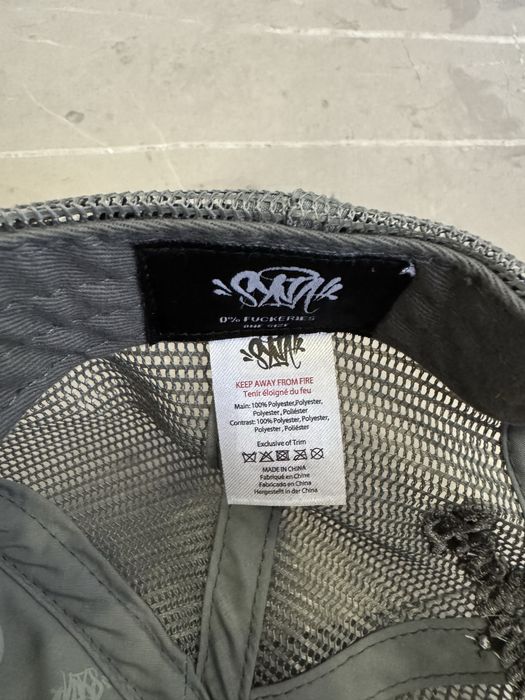 SYNA
0% FUCKERIES
ONE SIZE
SYNA
KEEP AWAY FROM FIRE
Tenir éloigné du feu
Main: 100% Polyester,Polyester,
Polyester , Poliéster
Contrast: 100% Polyester,Polyester,
Polyester , Poliéster
Exclusive of Trim
MADE IN CHINA
Fabriqué en Chine
Fabricado en China
Hergestellt in der China